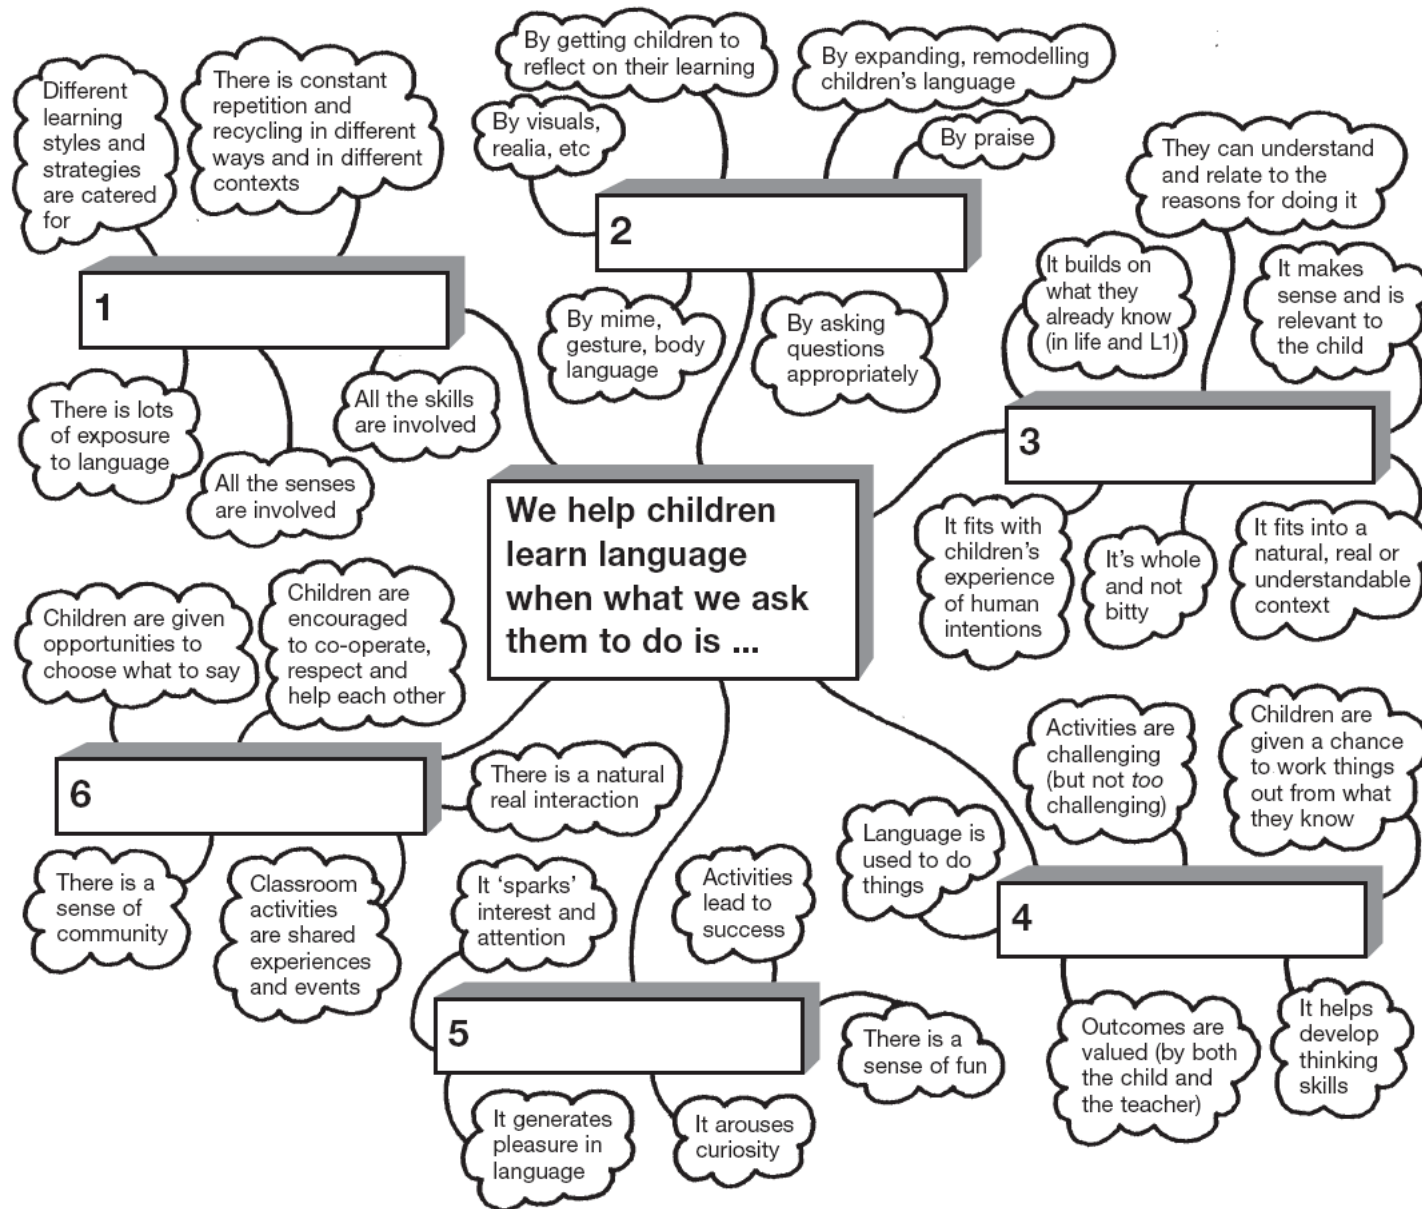 Different
learning
styles and
strategies
are catered
for
There is constant
repetition and
recycling in different
ways and in different
contexts
1
There is lots
of exposure
to language
All the senses
are involved
All the skills
are involved
By getting children to
reflect on their learning
By expanding, remodelling
children's language
By visuals,
realia, etc
By praise
2
By mime,
gesture, body
language
By asking
questions
appropriately
They can understand
and relate to the
reasons for doing it
It builds on
what they
already know
(in life and L1)
It makes
sense and is
relevant to
the child
3
It fits with
children's
experience
of human
intentions
It's whole
and not
bitty
It fits into a
natural, real or
understandable
context
We help children
learn language
when what we ask
them to do is ...
Children are given
opportunities to
choose what to say
Children are
encouraged
to co-operate,
respect and
help each other
6
There is a natural
real interaction
There is a
sense of
community
Classroom
activities
are shared
experiences
and events
It 'sparks'
interest and
attention
Activities
lead to
success
5
There is a
sense of fun
It generates
pleasure in
language
It arouses
curiosity
Activities are
challenging
(but not too
challenging)
Children are
given a chance
to work things
out from what
they know
Language is
used to do
things
4
Outcomes are
valued (by both
the child and
the teacher)
It helps
develop
thinking
skills